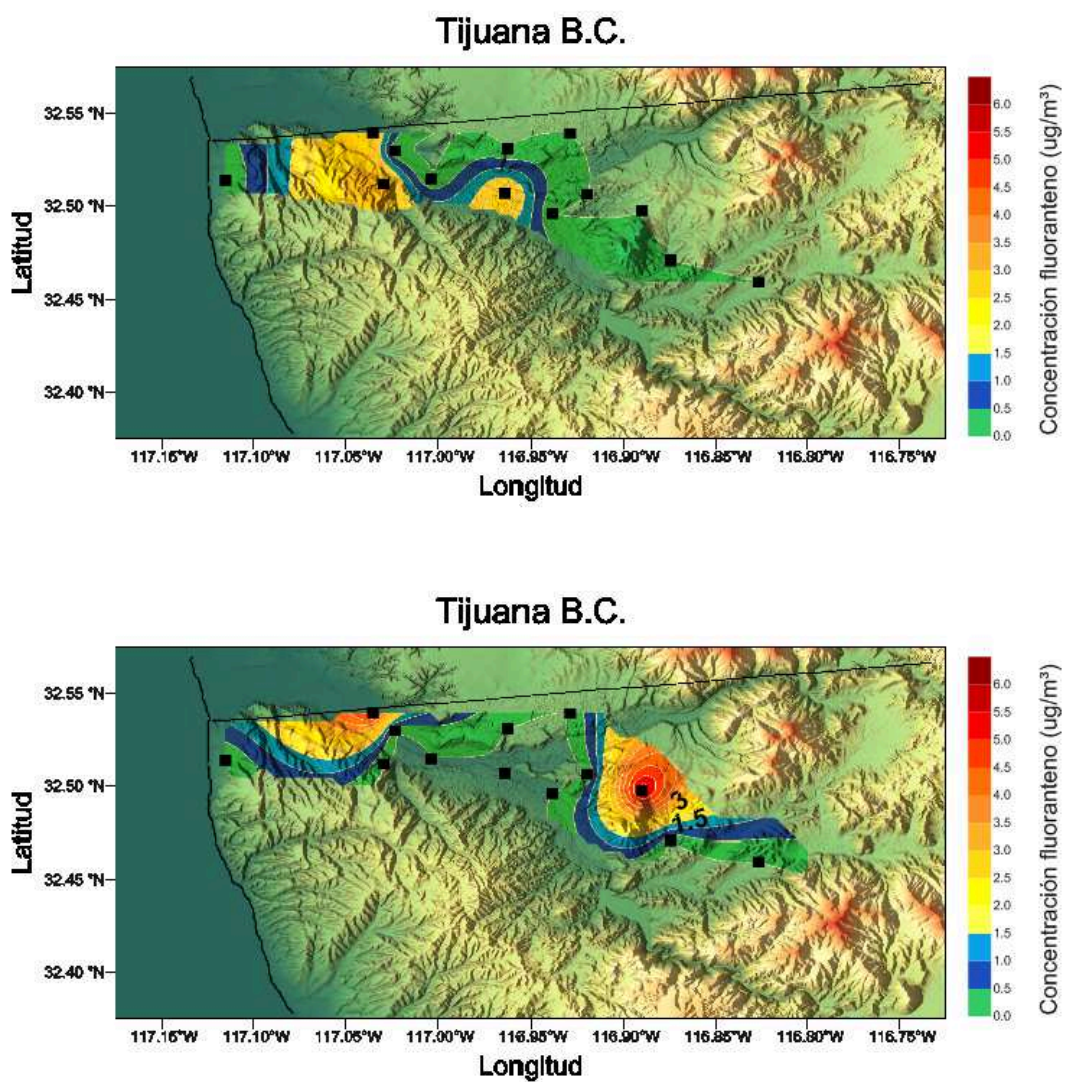 Tijuana B.C.
32.55 °N
32.50 °N
32.45 °N
32.40 °N
Latitud
117.15°W 117.10°W 117.05°W 117.00°W 116.95°W 116.90°W 116.85°W 116.80°W 116.75°W
Longitud
6.0
5.5
5.0
4.5
4.0
3.5
3.0
2.5
2.0
1.5
1.0
0.5
0.0
Concentración fluoranteno (ug/m³)
Tijuana B.C.
32.55 °N
32.50 °N
32.45 °N
32.40 °N
Latitud
3
1.5
117.15°W 117.10°W 117.05°W 117.00°W 116.95°W 116.90°W 116.85°W 116.80°W 116.75°W
Longitud
6.0
5.5
5.0
4.5
4.0
3.5
3.0
2.5
2.0
1.5
1.0
0.5
0.0
Concentración fluoranteno (ug/m³)